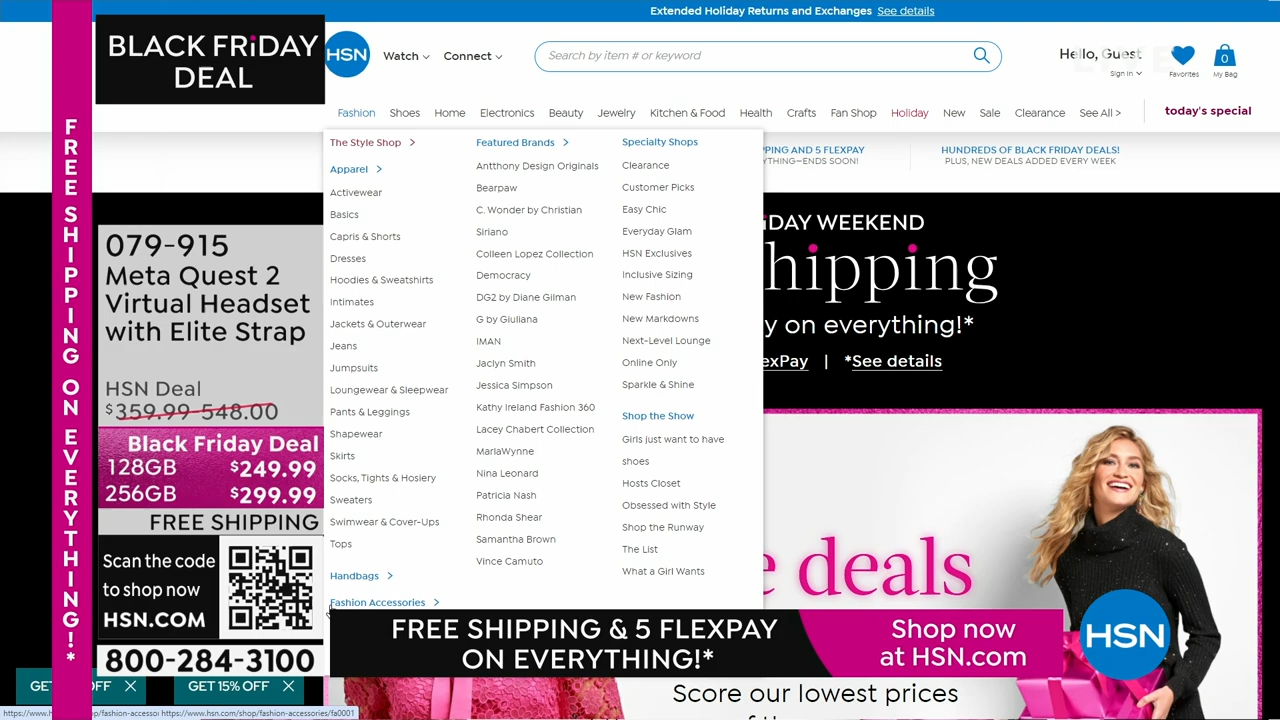 Extended Holiday Returns and Exchanges See details
BLACK FRiDAY
DEAL
HSN
Watch
Connect
Search by item # or keyword
Hello, Guest
Sign in
Favorites
0
My Bag
Fashion Shoes Home Electronics Beauty Jewelry Kitchen & Food Health Crafts Fan Shop Holiday New Sale Clearance See All > today's special
FREE SHIPPING ON EVERYTHING!*
PPING AND 5 FLEXPAY
YTHING—ENDS SOON!
HUNDREDS OF BLACK FRIDAY DEALS!
PLUS, NEW DEALS ADDED EVERY WEEK
The Style Shop >
Apparel >
Activewear
Basics
Capris & Shorts
Dresses
Hoodies & Sweatshirts
Intimates
Jackets & Outerwear
Jeans
Jumpsuits
Loungewear & Sleepwear
Pants & Leggings
Shapewear
Skirts
Socks, Tights & Hosiery
Sweaters
Swimwear & Cover-Ups
Tops
Handbags >
Fashion Accessories >
Featured Brands >
Antthony Design Originals
Bearpaw
C. Wonder by Christian
Siriano
Colleen Lopez Collection
Democracy
DG2 by Diane Gilman
G by Giuliana
IMAN
Jaclyn Smith
Jessica Simpson
Kathy Ireland Fashion 360
Lacey Chabert Collection
MarlaWynne
Nina Leonard
Patricia Nash
Rhonda Shear
Samantha Brown
Vince Camuto
Specialty Shops
Clearance
Customer Picks
Easy Chic
Everyday Glam
HSN Exclusives
Inclusive Sizing
New Fashion
New Markdowns
Next-Level Lounge
Online Only
Sparkle & Shine
Shop the Show
Girls just want to have
shoes
Hosts Closet
Obsessed with Style
Shop the Runway
The List
What a Girl Wants
079-915
Meta Quest 2
Virtual Headset
with Elite Strap
HSN Deal
$359.99-548.00
Black Friday Deal
128GB $249.99
256GB $299.99
FREE SHIPPING
Scan the code
to shop now
HSN.COM
800-284-3100
iDAY WEEKEND
hipping
y on everything!*
exPay | *See details
e deals
FREE SHIPPING & 5 FLEXPAY
ON EVERYTHING!*
Shop now
at HSN.com
HSN
Score our lowest prices
GET OFF ×
GET 15% OFF ×
https://www.hsn.com/shop/fashion-accessories/fa0001